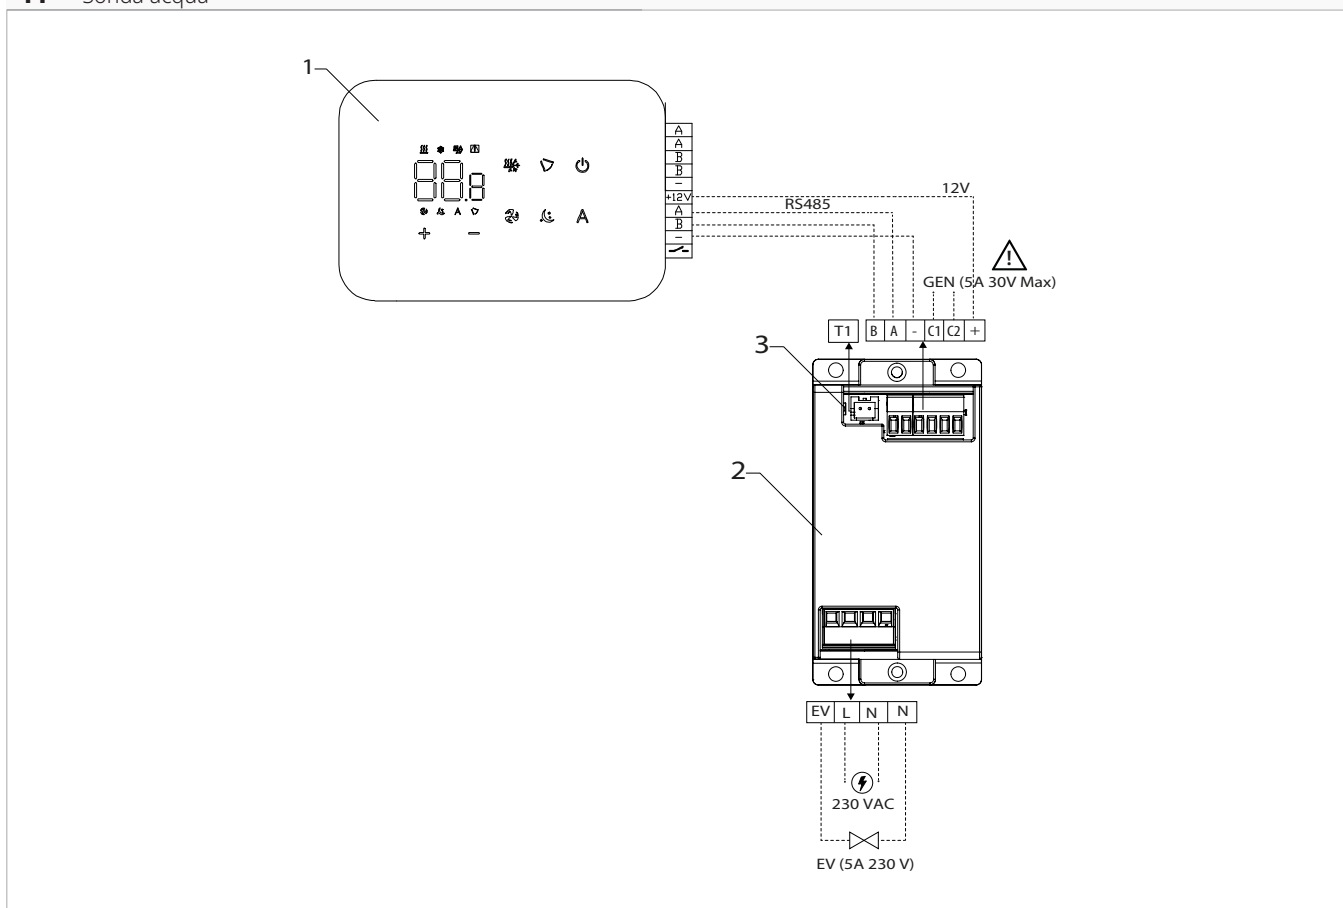 Sonda acqua
1
A
A
B
B
-
+12V
A
B
-
12V
RS485
A
A
+ -
GEN (5A 30V Max)
T1 B A - C1 C2 +
3
2
EV L N N
230 VAC
EV (5A 230 V)